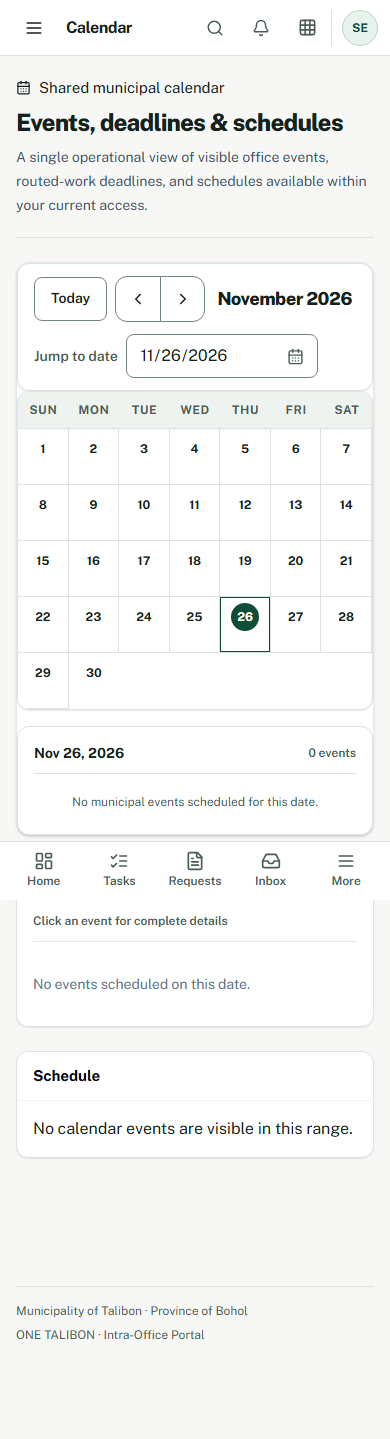 Calendar
SE
Shared municipal calendar
Events, deadlines & schedules
A single operational view of visible office events,
routed-work deadlines, and schedules available within
your current access.
Today
November 2026
Jump to date
11/26/2026
SUN MON TUE WED THU FRI SAT
1 2 3 4 5 6 7
8 9 10 11 12 13 14
15 16 17 18 19 20 21
22 23 24 25 26 27 28
29 30
Nov 26, 2026
0 events
No municipal events scheduled for this date.
Home Tasks Requests Inbox More
Click an event for complete details
No events scheduled on this date.
Schedule
No calendar events are visible in this range.
Municipality of Talibon · Province of Bohol
ONE TALIBON · Intra-Office Portal